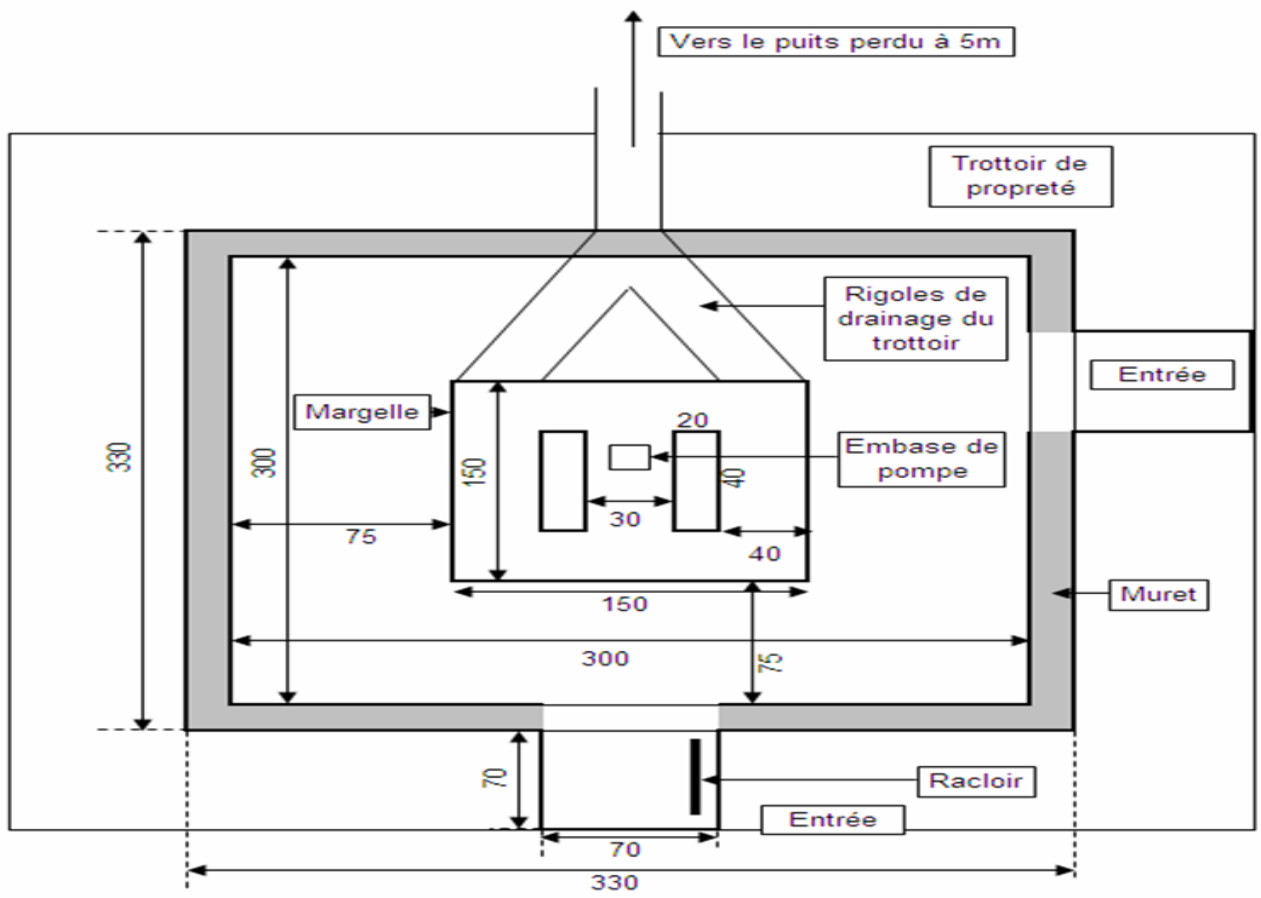 Vers le puits perdu à 5m
Trottoir de
propreté
Rigoles de
drainage du
trottoir
Entrée
Margelle
20
Embase de
pompe
330
300
150
40
30
75
40
150
Muret
300
75
70
Racloir
Entrée
70
330